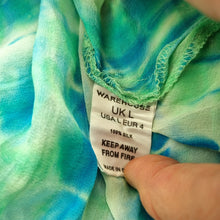 WAREHOUSE
UK L
USA L EUR 4
100% SILK
KEEP AWAY
FROM FIRE
MADE IN